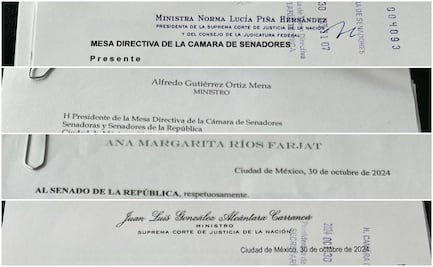 MINISTRA NORMA LUCÍA PIÑA HERNÁNDEZ
PRESIDENTA DE LA SUPREMA CORTE DE JUSTICIA DE LA NACIÓN
Y DEL CONSEJO DE LA JUDICATURA FEDERAL
MESA DIRECTIVA DE LA CAMARA DE SENADORES
Presente
004093
Alfredo Gutiérrez Ortiz Mena
MINISTRO
H Presidente de la Mesa Directiva de la Cámara de Senadores
Senadoras y Senadores de la República
ANA MARGARITA RÍOS FARJAT
Ciudad de México, 30 de octubre de 2024
AL SENADO DE LA REPÚBLICA, respetuosamente.
Juan Luis González Alcántara Carrancá
MINISTRO
SUPREMA CORTE DE JUSTICIA DE LA NACIÓN
Ciudad de México, 30 de octubre de 2024.